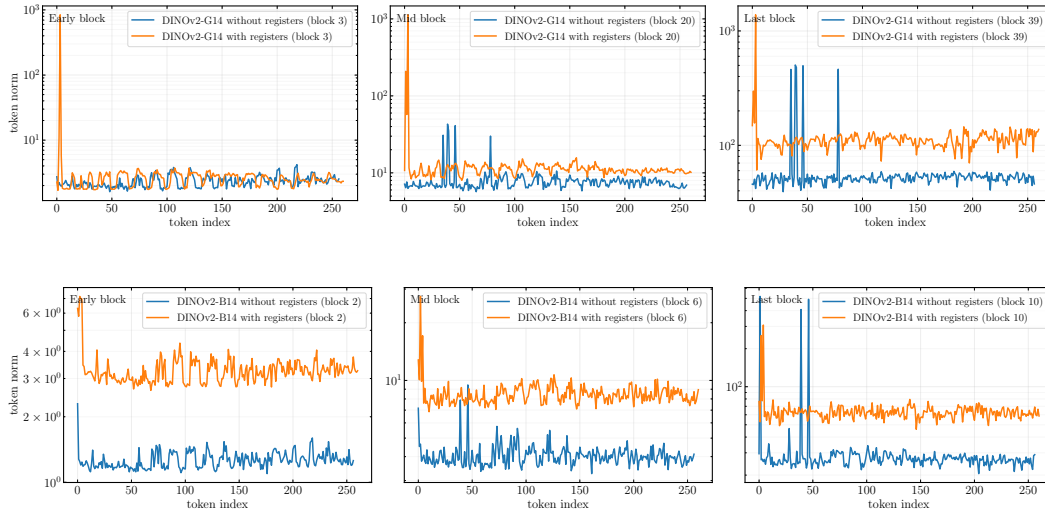 Early block
DINOv2-G14 without registers (block 3)
DINOv2-G14 with registers (block 3)
token norm
10³
10²
10¹
0 50 100 150 200 250
token index
Mid block
DINOv2-G14 without registers (block 20)
DINOv2-G14 with registers (block 20)
10³
10²
10¹
0 50 100 150 200 250
token index
Last block
DINOv2-G14 without registers (block 39)
DINOv2-G14 with registers (block 39)
10³
10²
0 50 100 150 200 250
token index
Early block
DINOv2-B14 without registers (block 2)
DINOv2-B14 with registers (block 2)
token norm
6 × 10⁰
4 × 10⁰
3 × 10⁰
2 × 10⁰
10⁰
0 50 100 150 200 250
token index
Mid block
DINOv2-B14 without registers (block 6)
DINOv2-B14 with registers (block 6)
10¹
0 50 100 150 200 250
token index
Last block
DINOv2-B14 without registers (block 10)
DINOv2-B14 with registers (block 10)
10²
0 50 100 150 200 250
token index